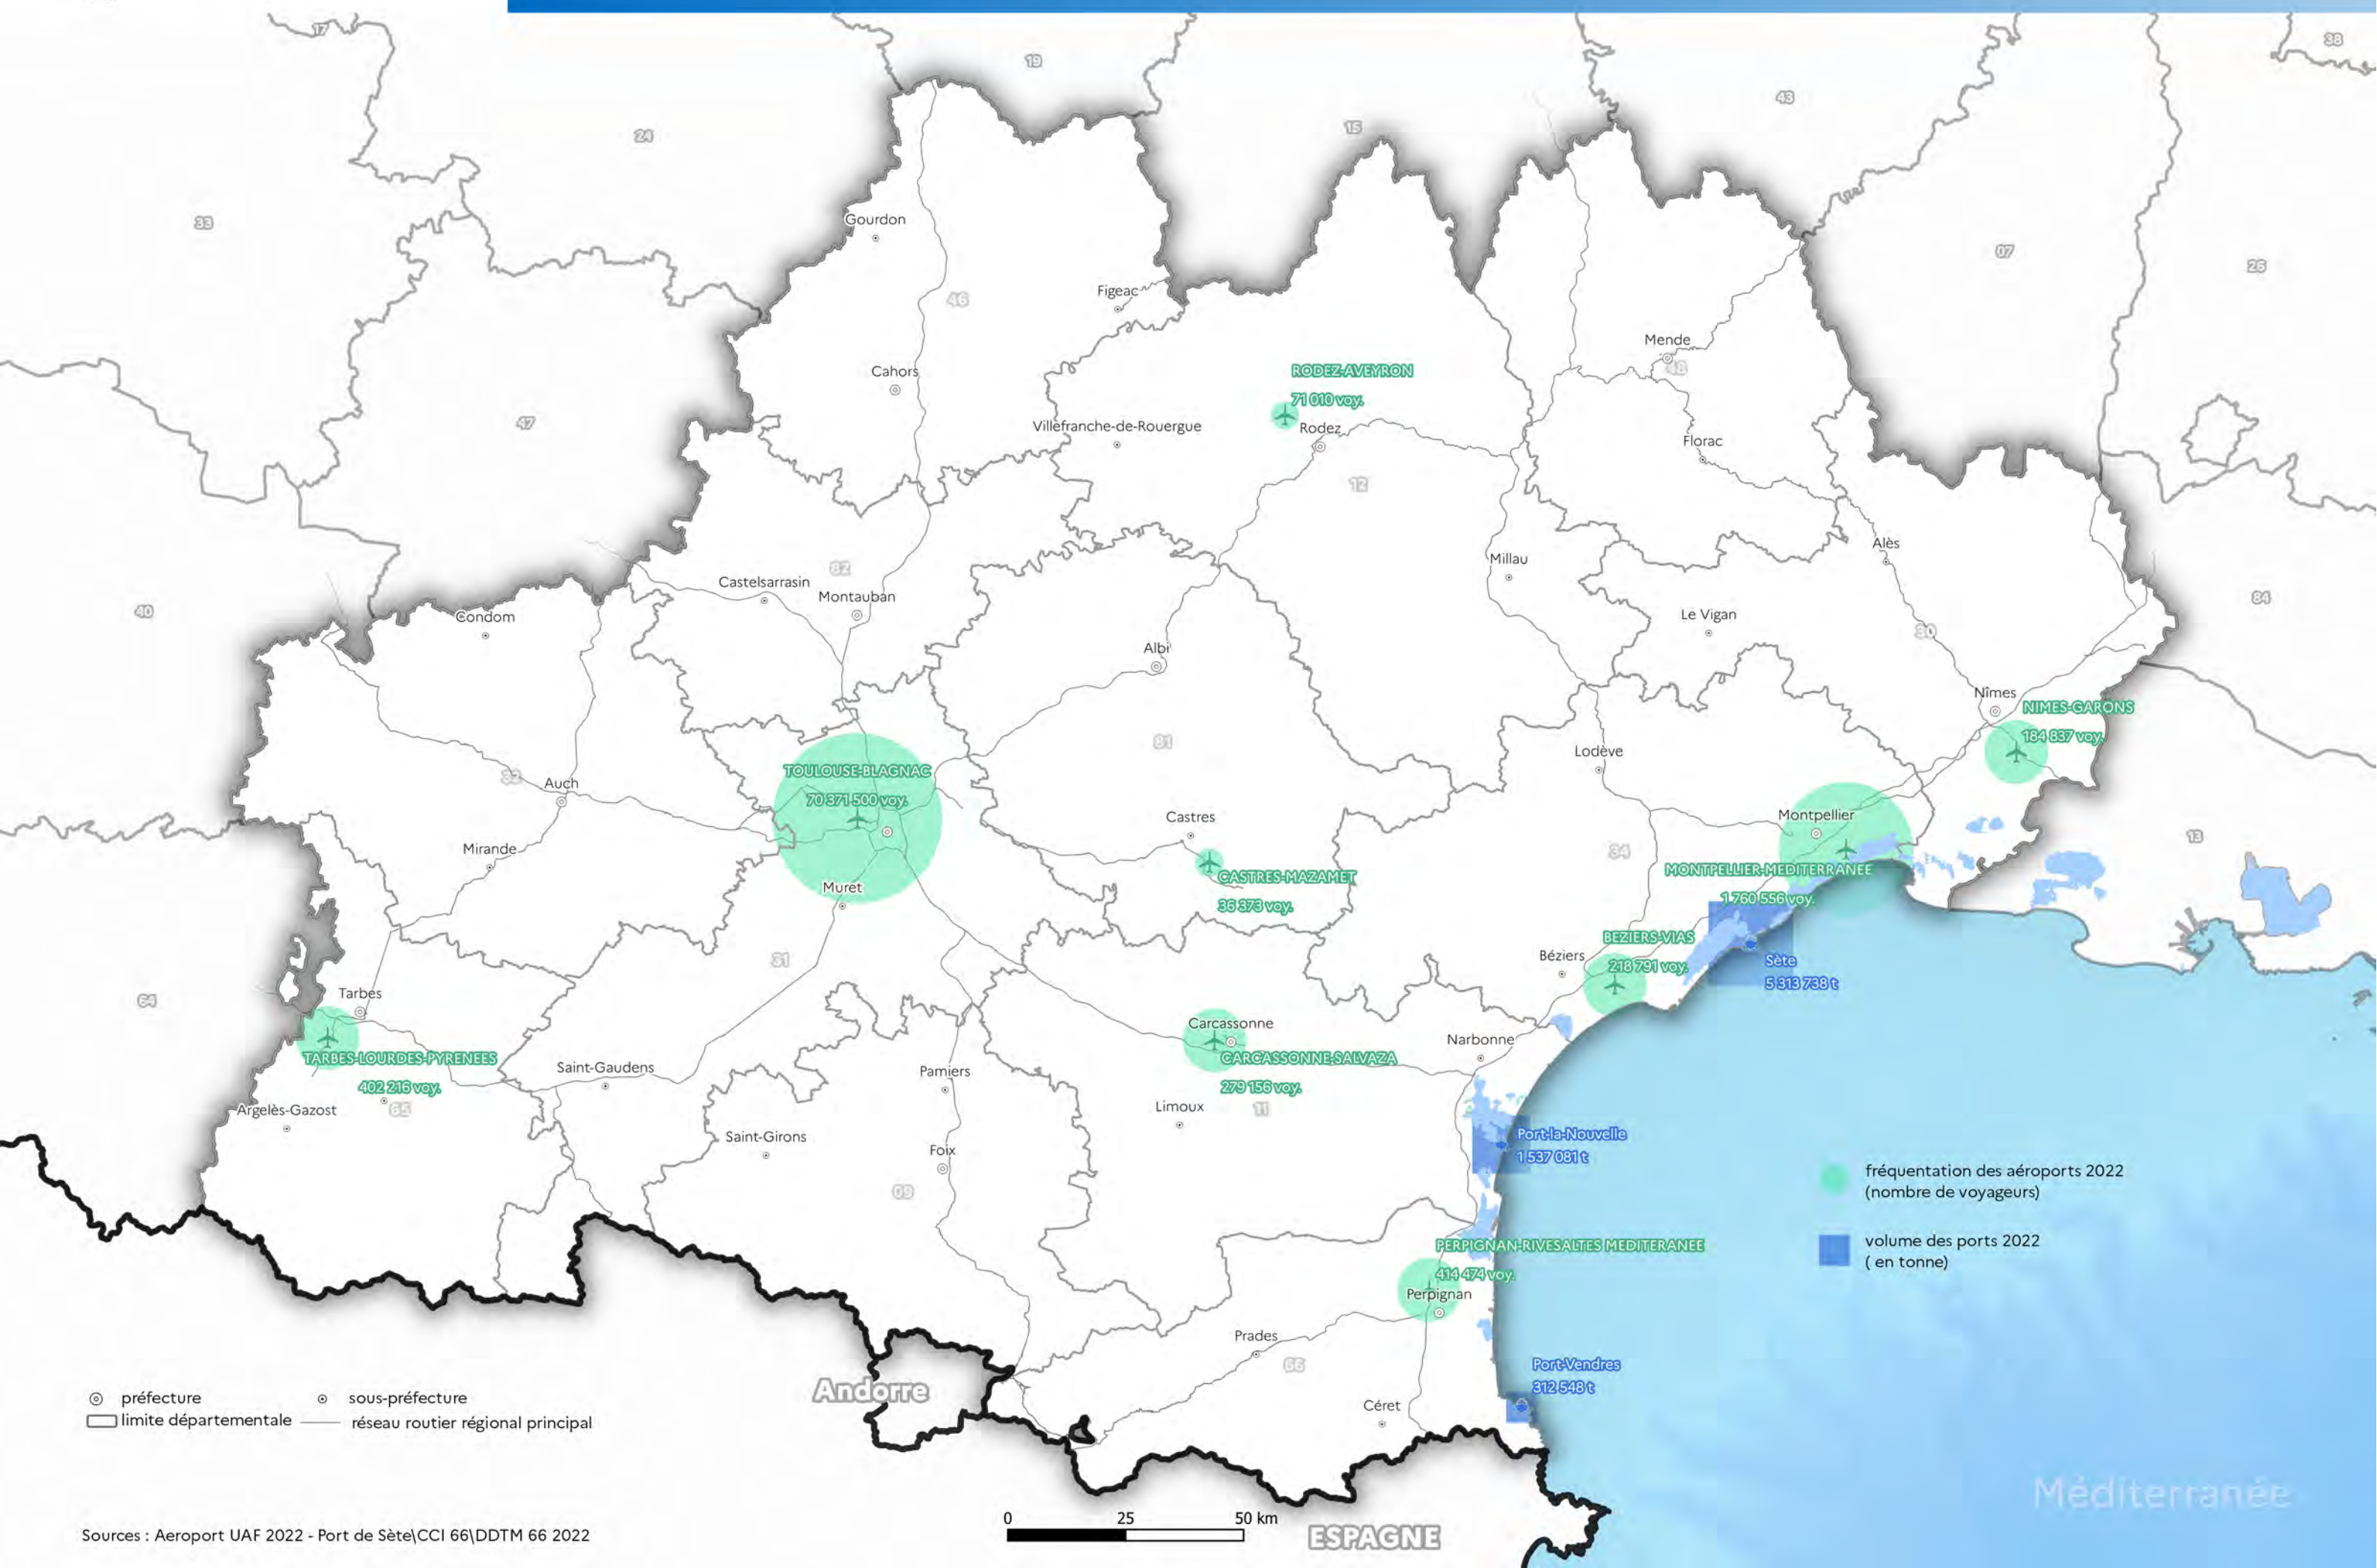 17
19
38
43
24
15
33
Gourdon
07
26
46
Figeac
Mende
48
RODEZ-AVEYRON
71 010 voy.
Cahors
47
Villefranche-de-Rouergue
Rodez
Florac
12
Alès
Millau
82
Castelsarrasin
Montauban
40
84
Condom
Le Vigan
30
Albi
Nîmes
NIMES-GARONS
184 837 voy.
81
Lodève
TOULOUSE-BLAGNAC
70 371 500 voy.
32
Auch
Castres
Montpellier
13
Mirande
34
MONTPELLIER-MEDITERRANEE
1 760 556 voy.
CASTRES-MAZAMET
36 373 voy.
Muret
BEZIERS-VIAS
218 791 voy.
Béziers
31
Sète
5 313 738 t
64
Tarbes
Carcassonne
Narbonne
TARBES-LOURDES-PYRENEES
402 216 voy.
CARCASSONNE-SALVAZA
279 156 voy.
Saint-Gaudens
Pamiers
Argelès-Gazost
65
Limoux
11
Saint-Girons
Port-la-Nouvelle
1 537 081 t
Foix
09
fréquentation des aéroports 2022
(nombre de voyageurs)
volume des ports 2022
( en tonne)
PERPIGNAN-RIVESALTES MEDITERANEE
414 474 voy.
Perpignan
Prades
66
Port-Vendres
312 548 t
Andorre
Céret
préfecture
sous-préfecture
limite départementale
réseau routier régional principal
Méditerranée
0 25 50 km
ESPAGNE
Sources : Aeroport UAF 2022 - Port de Sète\CCI 66\DDTM 66 2022